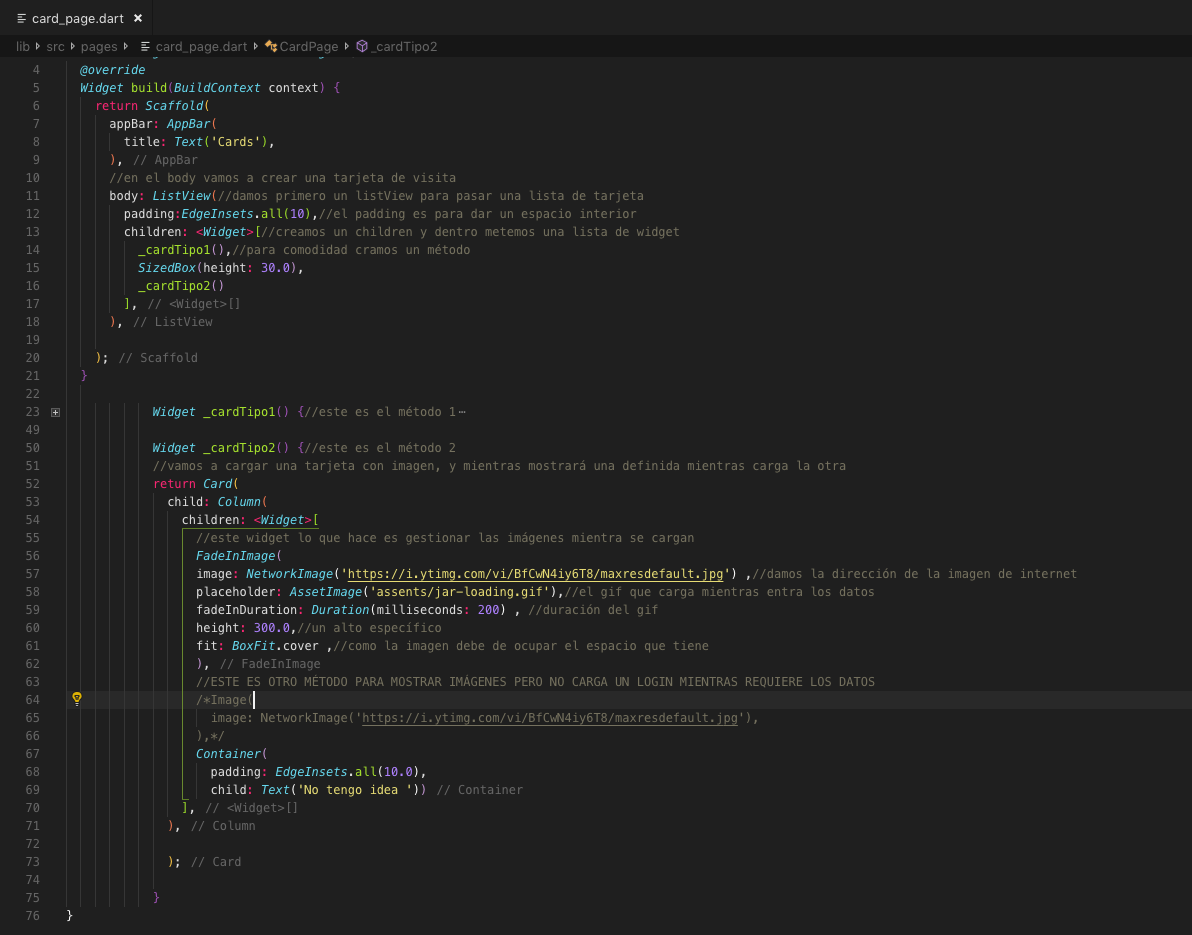 card_page.dart ×
lib src pages card_page.dart CardPage _cardTipo2
4 @override
5 Widget build(BuildContext context) {
6 return Scaffold(
7 appBar: AppBar(
8 title: Text('Cards'),
9 ), // AppBar
10 //en el body vamos a crear una tarjeta de visita
11 body: ListView(//damos primero un listView para pasar una lista de tarjeta
12 padding:EdgeInsets.all(10),//el padding es para dar un espacio interior
13 children: <Widget>[//creamos un children y dentro metemos una lista de widget
14 _cardTipo1(),//para comodidad cramos un método
15 SizedBox(height: 30.0),
16 _cardTipo2()
17 ], // <Widget>[]
18 ), // ListView
19
20 ); // Scaffold
21 }
22
23 Widget _cardTipo1() {//este es el método 1⋯
49
50 Widget _cardTipo2() {//este es el método 2
51 //vamos a cargar una tarjeta con imagen, y mientras mostrará una definida mientras carga la otra
52 return Card(
53 child: Column(
54 children: <Widget>[
55 //este widget lo que hace es gestionar las imágenes mientra se cargan
56 FadeInImage(
57 image: NetworkImage('https://i.ytimg.com/vi/BfCwN4iy6T8/maxresdefault.jpg') ,//damos la dirección de la imagen de internet
58 placeholder: AssetImage('assents/jar-loading.gif'),//el gif que carga mientras entra los datos
59 fadeInDuration: Duration(milliseconds: 200) , //duración del gif
60 height: 300.0,//un alto especifico
61 fit: BoxFit.cover ,//como la imagen debe de ocupar el espacio que tiene
62 ), // FadeInImage
63 //ESTE ES OTRO MÉTODO PARA MOSTRAR IMÁGENES PERO NO CARGA UN LOGIN MIENTRAS REQUIERE LOS DATOS
64 /*Image(
65 image: NetworkImage('https://i.ytimg.com/vi/BfCwN4iy6T8/maxresdefault.jpg'),
66 ),*/
67 Container(
68 padding: EdgeInsets.all(10.0),
69 child: Text('No tengo idea ')) // Container
70 ], // <Widget>[]
71 ), // Column
72
73 ); // Card
74
75 }
76 }